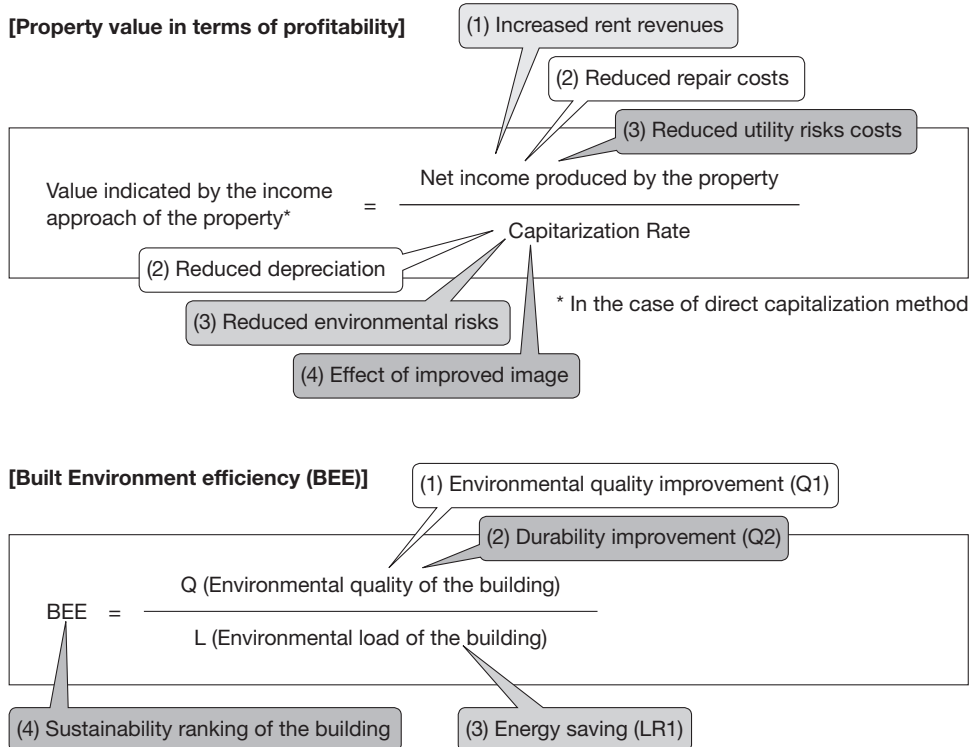 [Property value in terms of profitability]
(1) Increased rent revenues
(2) Reduced repair costs
(3) Reduced utility risks costs
Value indicated by the income
approach of the property*
=
Net income produced by the property
Capitarization Rate
(2) Reduced depreciation
(3) Reduced environmental risks
(4) Effect of improved image
* In the case of direct capitalization method
[Built Environment efficiency (BEE)]
(1) Environmental quality improvement (Q1)
(2) Durability improvement (Q2)
BEE =
Q (Environmental quality of the building)
L (Environmental load of the building)
(4) Sustainability ranking of the building
(3) Energy saving (LR1)